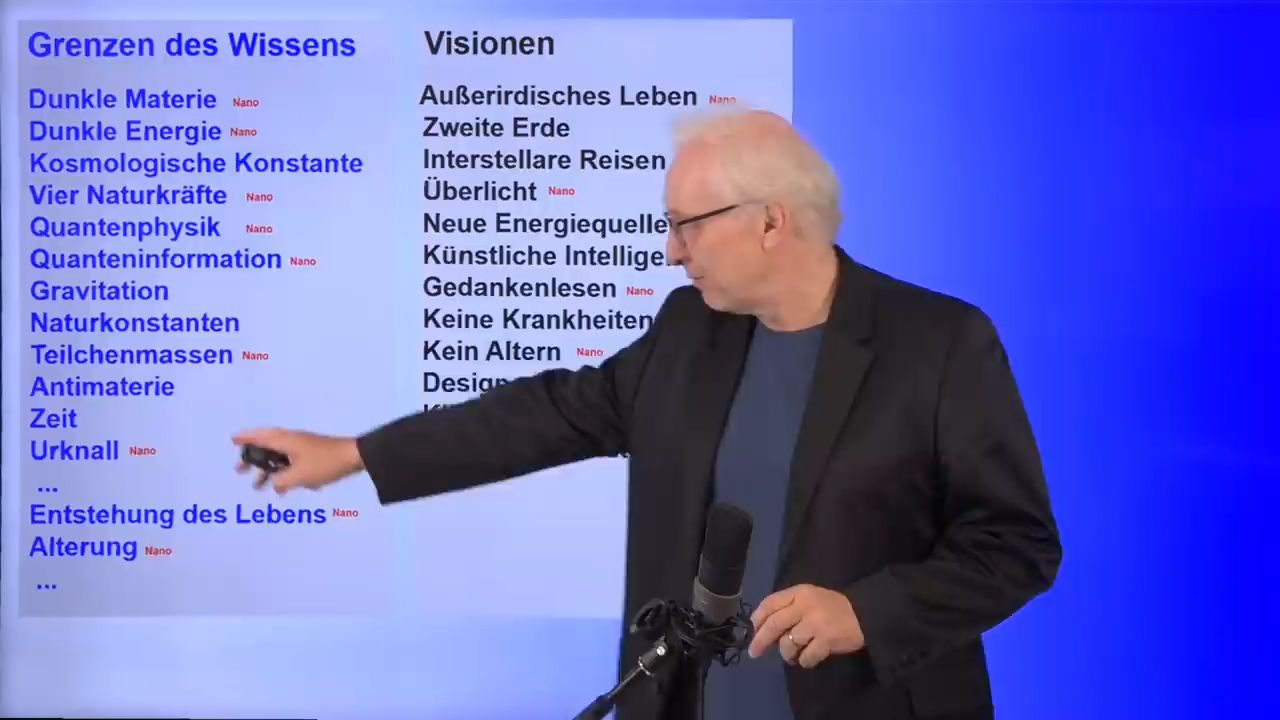 Grenzen des Wissens
Dunkle Materie Nano
Dunkle Energie Nano
Kosmologische Konstante
Vier Naturkräfte Nano
Quantenphysik Nano
Quanteninformation Nano
Gravitation
Naturkonstanten
Teilchenmassen Nano
Antimaterie
Zeit
Urknall Nano
...
Entstehung des Lebens Nano
Alterung Nano
...
Visionen
Außerirdisches Leben Nano
Zweite Erde
Interstellare Reisen
Überlicht Nano
Neue
Künstliche
Gedankenlesen Nano
Keine Krankheiten
Kein Altern Nano